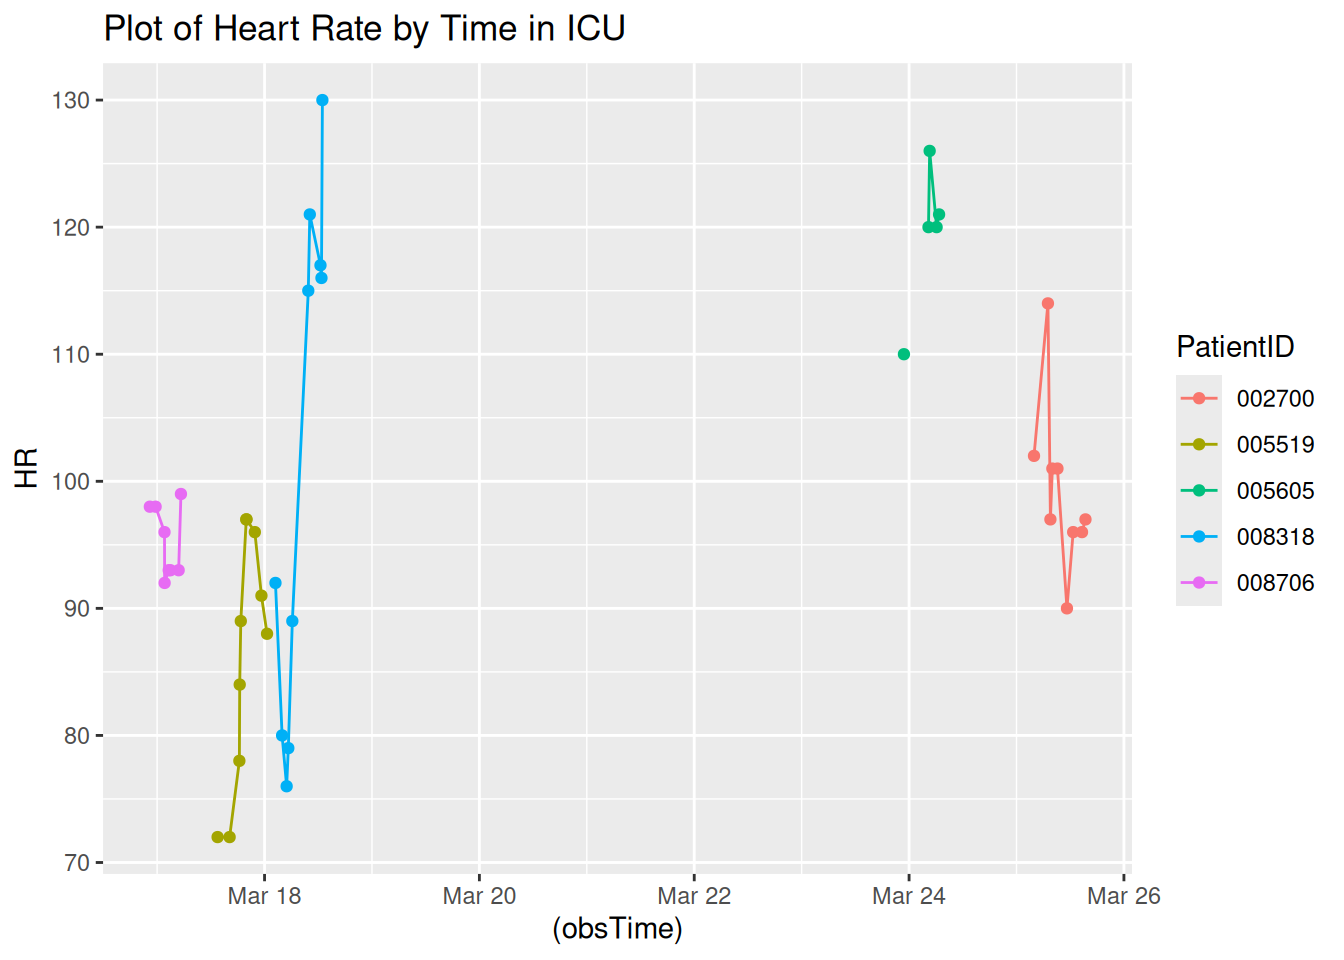 Plot of Heart Rate by Time in ICU
HR
130
120
110
100
90
80
70
Mar 18
Mar 20
Mar 22
Mar 24
Mar 26
(obsTime)
PatientID
002700
005519
005605
008318
008706